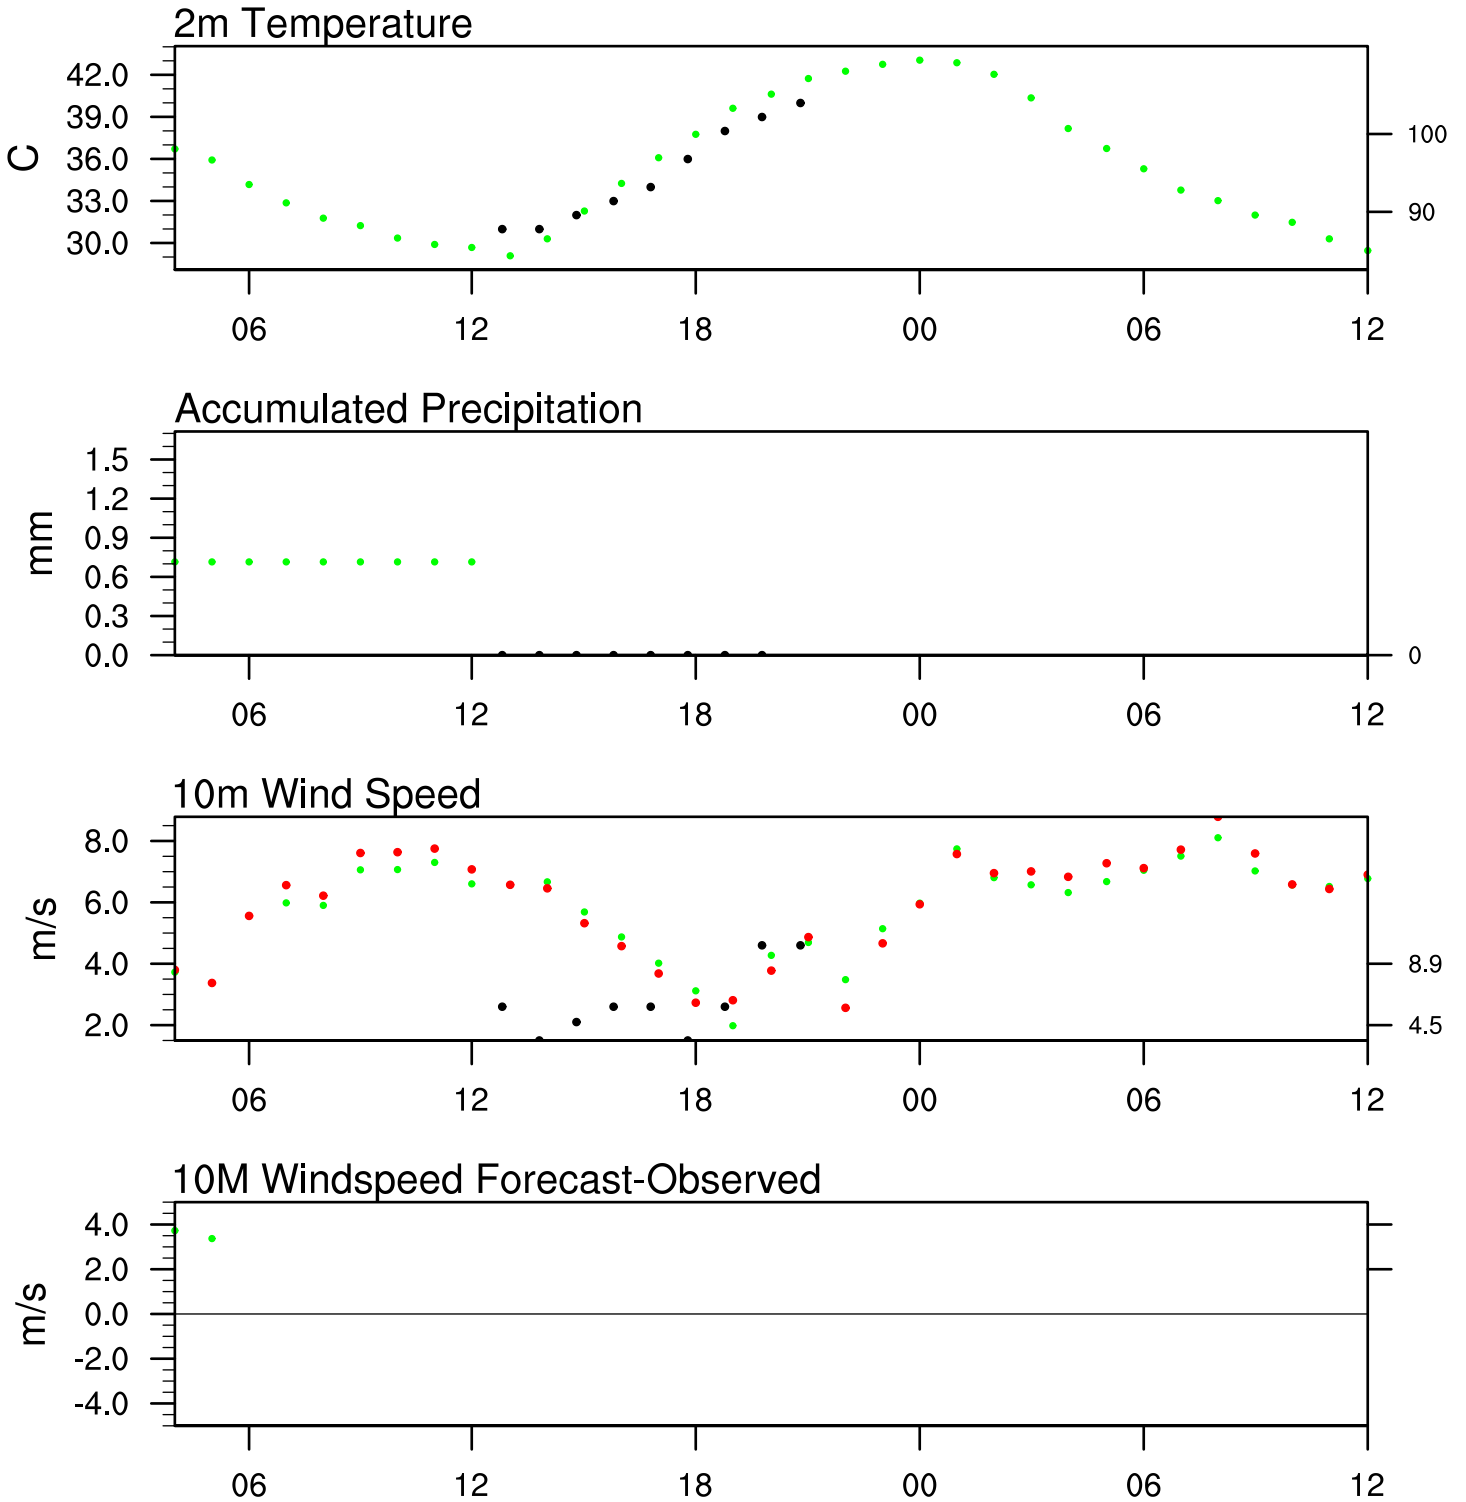 2m Temperature
42.0
39.0
36.0
33.0
30.0
C
100
90
06 12 18 00 06 12
Accumulated Precipitation
1.5
1.2
0.9
0.6
0.3
0.0
mm
0
06 12 18 00 06 12
10m Wind Speed
8.0
6.0
4.0
2.0
m/s
8.9
4.5
06 12 18 00 06 12
10M Windspeed Forecast-Observed
4.0
2.0
0.0
-2.0
-4.0
m/s
06 12 18 00 06 12